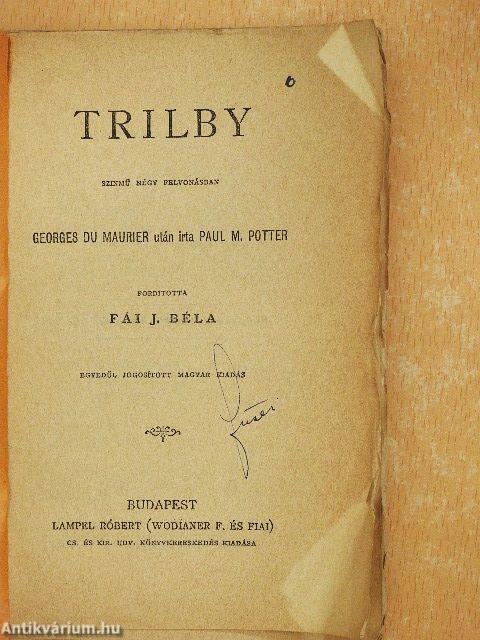 TRILBY
SZINMŰ NÉGY FELVONÁSBAN
GEORGES DU MAURIER után irta PAUL M. POTTER
FORDITOTTA
FÁI J. BÉLA
EGYEDÜL JOGOSÍTOTT MAGYAR KIADÁS
BUDAPEST
LAMPEL RÓBERT (WODIANER F. ÉS FIAI)
CS. ÉS KIR. UDV. KÖNYVKERESKEDÉS KIADÁSA
Antikvárium.hu